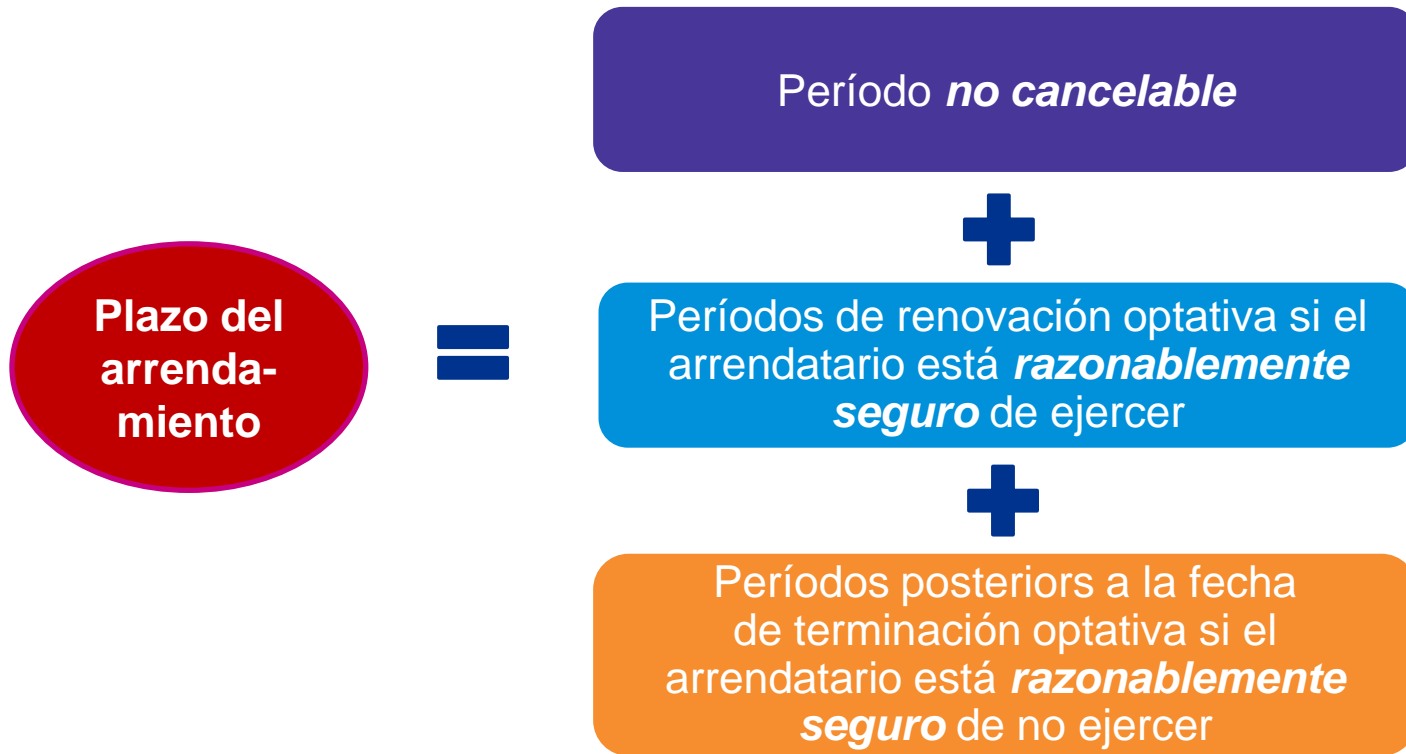 Período no cancelable
Plazo del
arrenda-
miento
Períodos de renovación optativa si el
arrendatario está razonablemente
seguro de ejercer
Períodos posteriors a la fecha
de terminación optativa si el
arrendatario está razonablemente
seguro de no ejercer